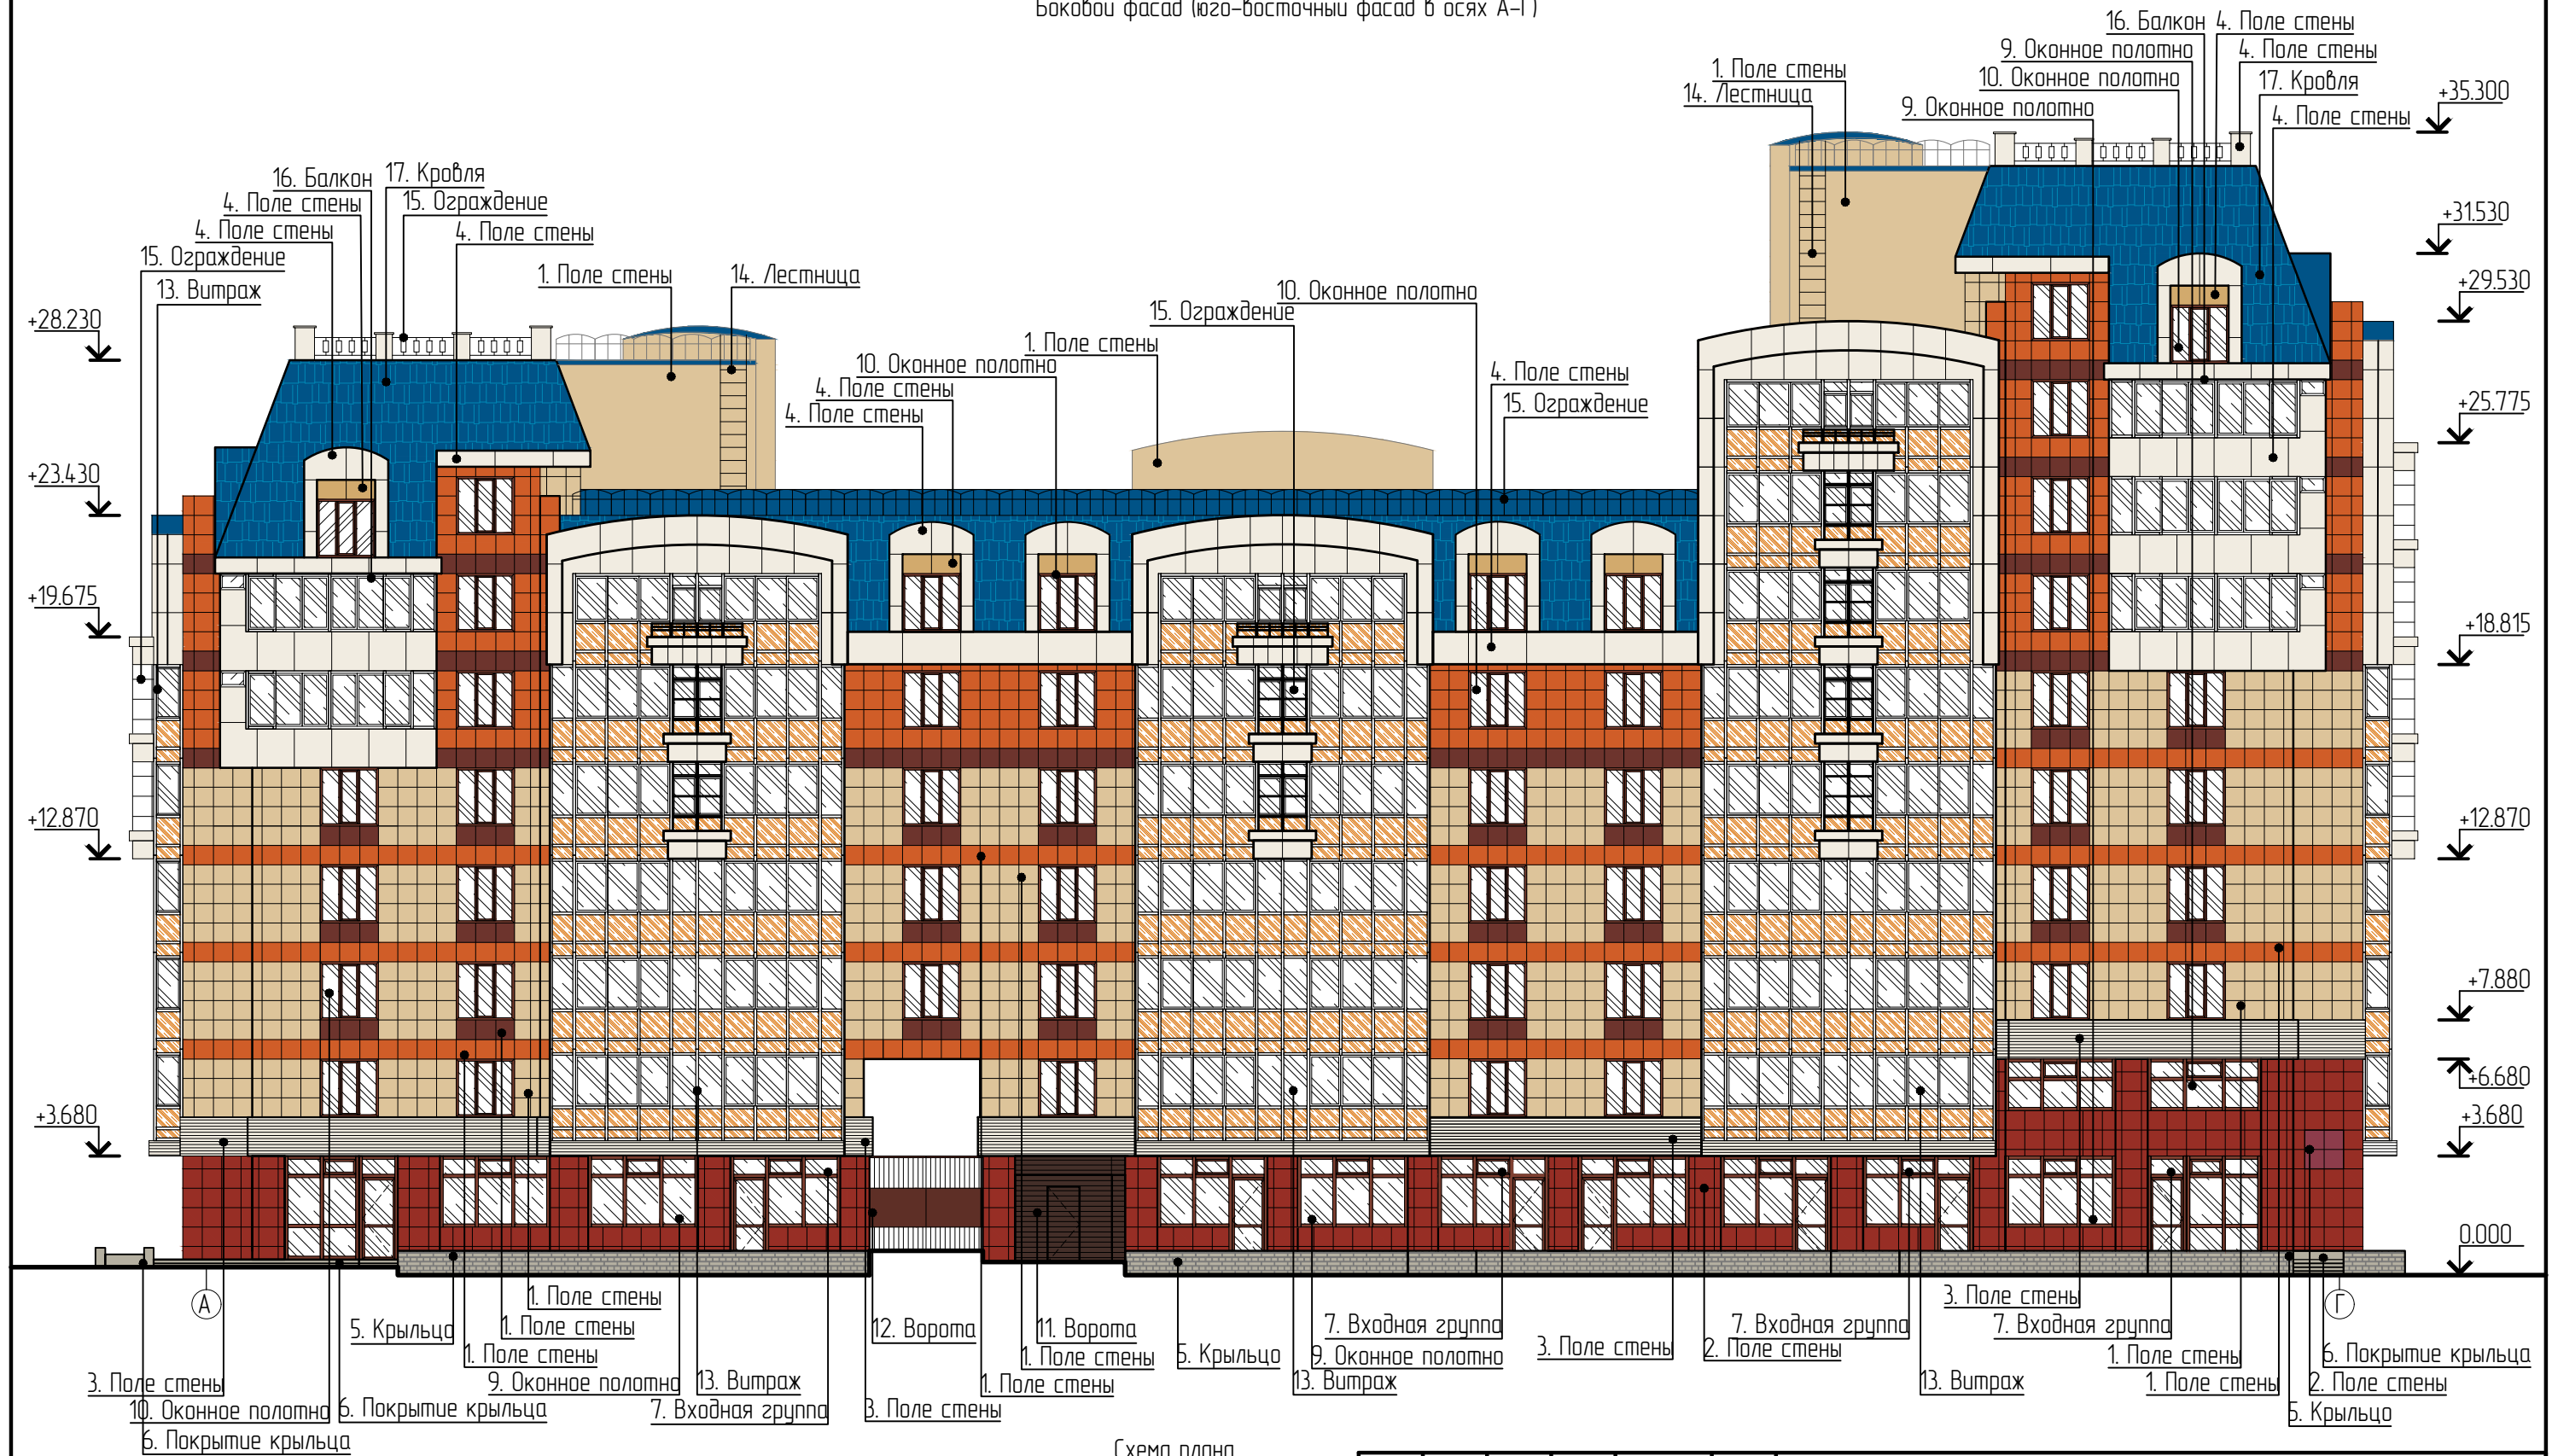 Боковой фасад (юго-восточный фасад в осях А-Г)
16. Балкон
4. Поле стены
9. Оконное полотно
4. Поле стены
10. Оконное полотно
17. Кровля
9. Оконное полотно
4. Поле стены
1. Поле стены
14. Лестница
+35.300
+31.530
+29.530
+25.775
+18.815
+12.870
+7.880
+6.680
+3.680
0.000
16. Балкон
17. Кровля
4. Поле стены
15. Ограждение
4. Поле стены
4. Поле стены
15. Ограждение
13. Витраж
1. Поле стены
14. Лестница
+28.230
+23.430
+19.675
+12.870
+3.680
10. Оконное полотно
15. Ограждение
1. Поле стены
10. Оконное полотно
4. Поле стены
4. Поле стены
4. Поле стены
15. Ограждение
А
Г
1. Поле стены
1. Поле стены
1. Поле стены
5. Крыльцо
3. Поле стены
9. Оконное полотно
10. Оконное полотно
6. Покрытие крыльца
6. Покрытие крыльца
13. Витраж
7. Входная группа
12. Ворота
11. Ворота
1. Поле стены
1. Поле стены
3. Поле стены
5. Крыльцо
7. Входная группа
9. Оконное полотно
13. Витраж
3. Поле стены
7. Входная группа
2. Поле стены
13. Витраж
3. Поле стены
7. Входная группа
1. Поле стены
1. Поле стены
6. Покрытие крыльца
2. Поле стены
5. Крыльцо
Схема плана